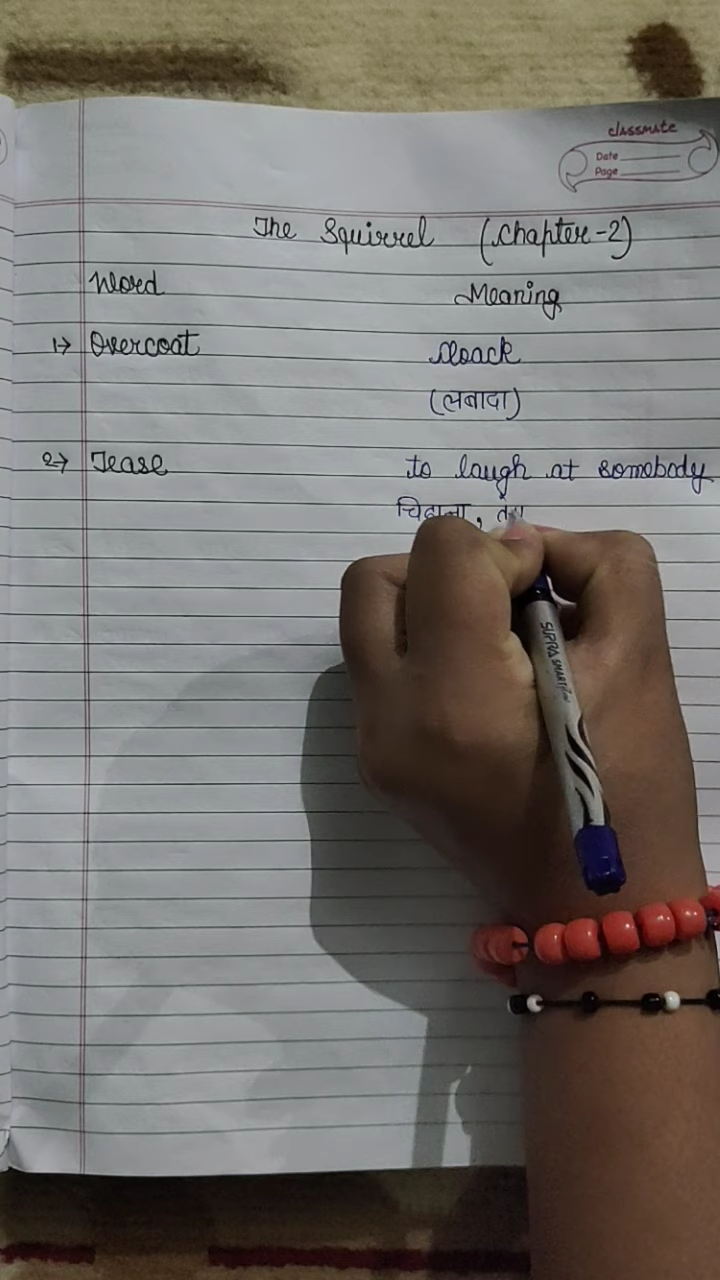 classmate
Date
Page
The Squirrel (Chapter-2)
Word Meaning
1→ Overcoat Cloack
(लबादा)
2→ Tease to laugh at somebody
चिढाना,
SUPRA SMART